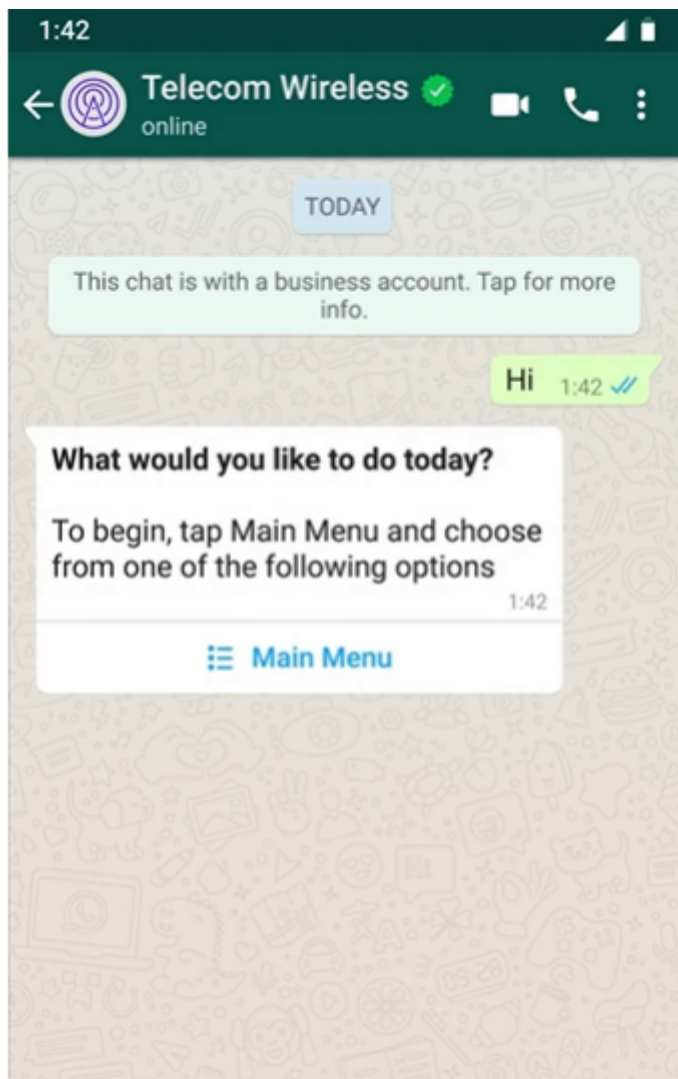 1:42
Telecom Wireless
online
TODAY
This chat is with a business account. Tap for more
info.
Hi 1:42
What would you like to do today?
To begin, tap Main Menu and choose
from one of the following options
1:42
Main Menu